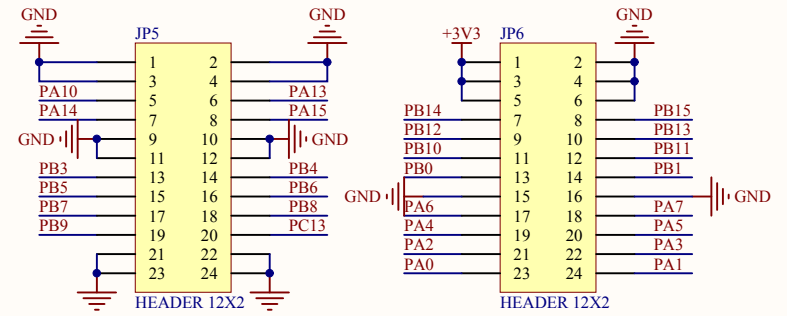 GND GND GND
JP5 +3V3 JP6
1 2 1 2
3 4 3 4
PA10 5 6 PA13 5 6
PA14 7 8 PA15 PB14 7 8 PB15
GND 9 10 GND PB12 9 10 PB13
11 12 PB10 11 12 PB11
PB3 13 14 PB4 PB0 13 14 PB1
PB5 15 16 PB6 GND 15 16 GND
PB7 17 18 PB8 PA6 17 18 PA7
PB9 19 20 PC13 PA4 19 20 PA5
21 22 PA2 21 22 PA3
23 24 PA0 23 24 PA1
HEADER 12X2 HEADER 12X2